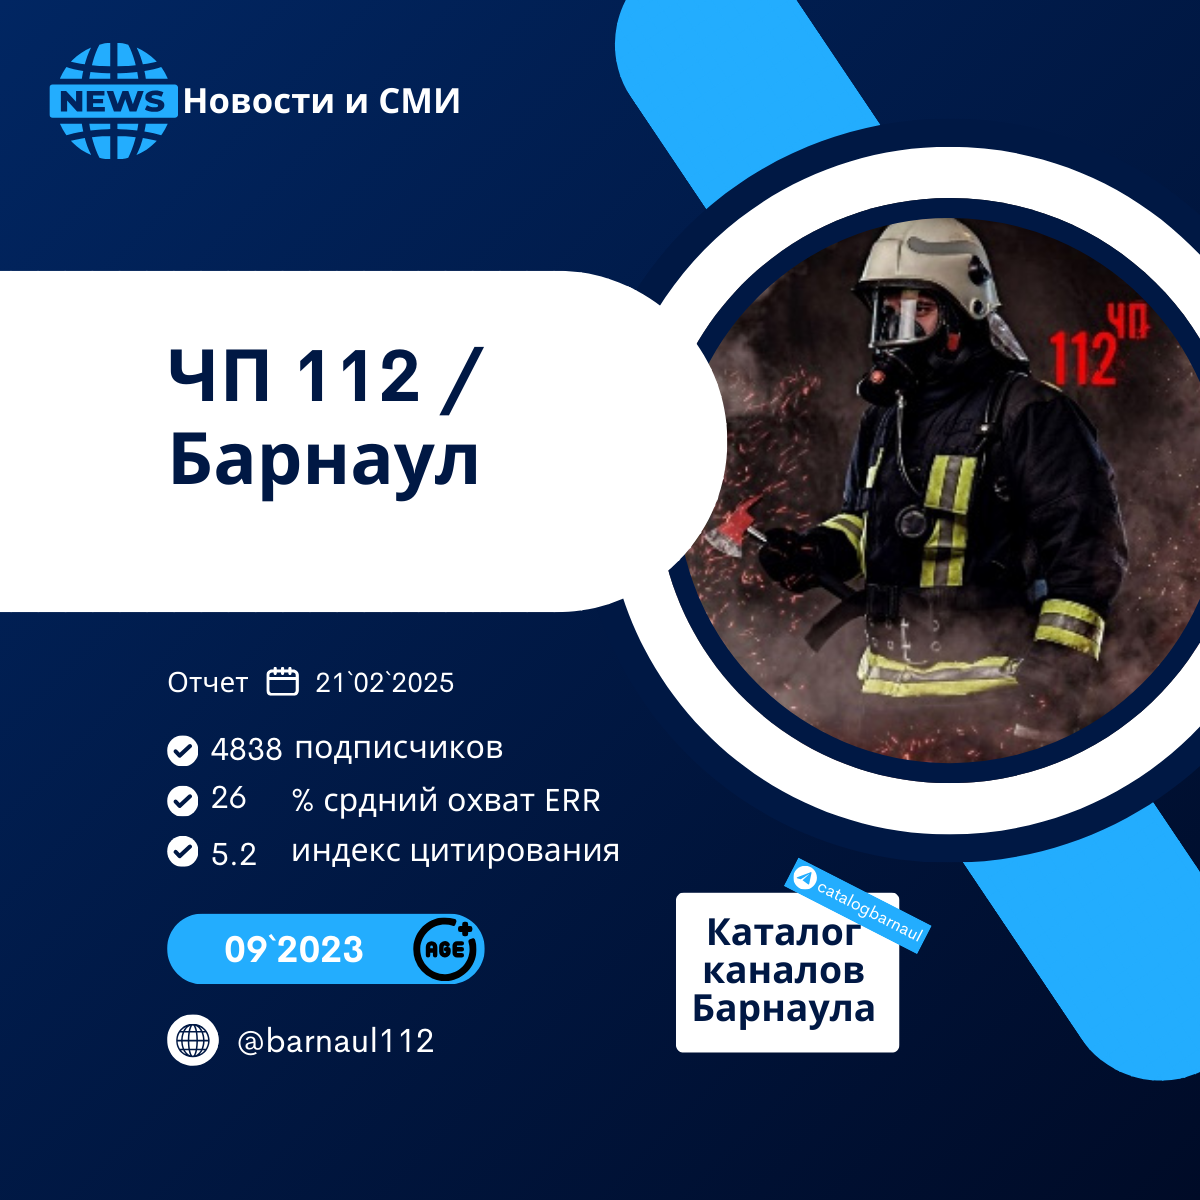 NEWS Новости и СМИ
ЧП 112 /
Барнаул
ЧП
112
Отчет 21`02`2025
4838 подписчиков
26 % срдний охват ERR
5.2 индекс цитирования
09`2023 AGE+
@barnaul112
catalogbarnaul
Каталог
каналов
Барнаула